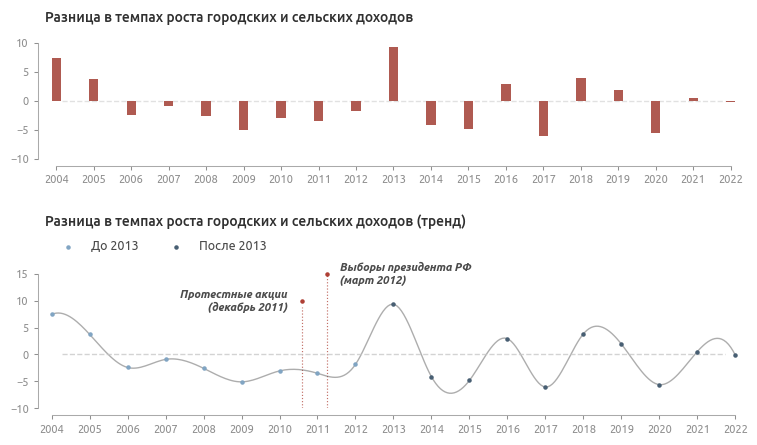 Разница в темпах роста городских и сельских доходов
10
5
0
−5
−10
2004 2005 2006 2007 2008 2009 2010 2011 2012 2013 2014 2015 2016 2017 2018 2019 2020 2021 2022
Разница в темпах роста городских и сельских доходов (тренд)
До 2013 После 2013
15
10
5
0
−5
−10
Протестные акции
(декабрь 2011)
Выборы президента РФ
(март 2012)
2004 2005 2006 2007 2008 2009 2010 2011 2012 2013 2014 2015 2016 2017 2018 2019 2020 2021 2022